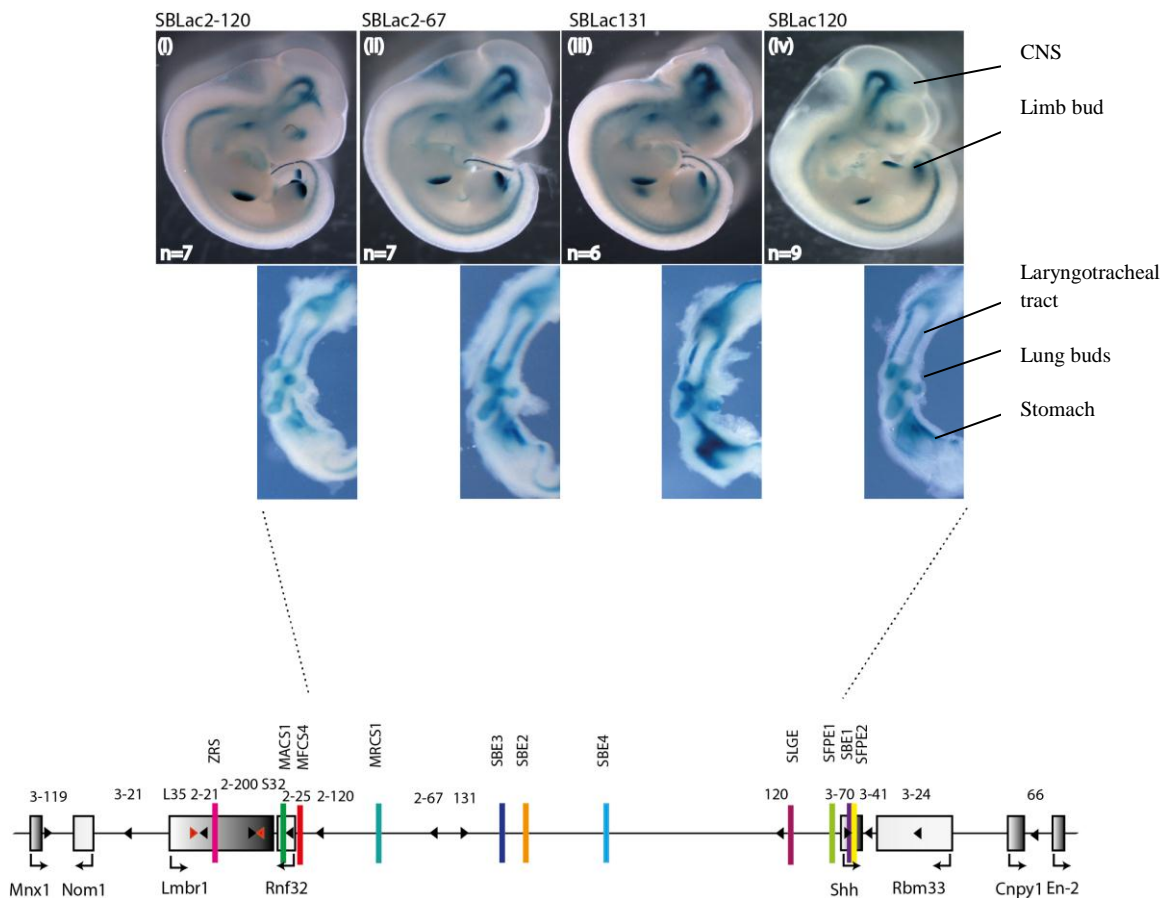 SBLac2-120 SBLac2-67 SBLac131 SBLac120
(I) (II) (III) (Iv)
CNS
Limb bud
n=7 n=7 n=6 n=9
Laryngotracheal
tract
Lung buds
Stomach
ZRS MACS1 MFCS4 MRCS1 SBE3 SBE2 SBE4 SLGE SFPE1 SBE1 SFPE2
3-119 3-21 L35 2-21 2-200 S32 2-25 2-120 2-67 131 120 3-70 3-41 3-24 66
Mnx1 Nom1 Lmbr1 Rnf32 Shh Rbm33 Cnpy1 En-2